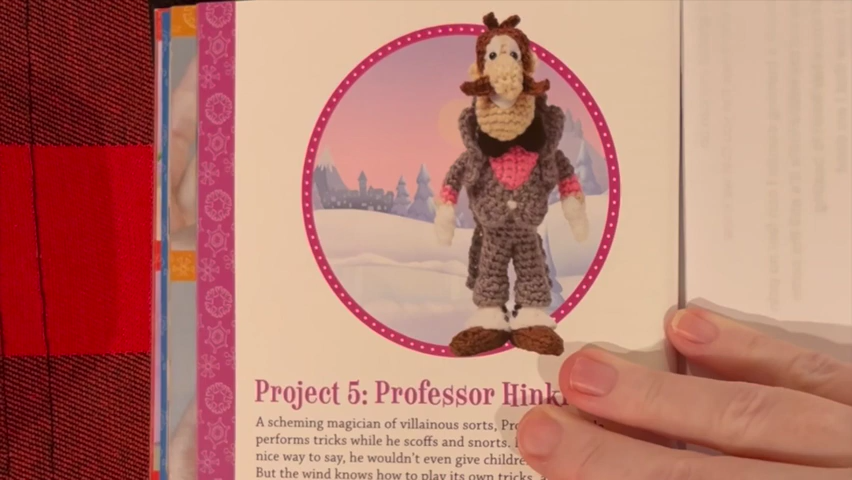 Project 5: Professor Hink
A scheming magician of villainous sorts, Pro
performs tricks while he scoffs and snorts.
nice way to say, he wouldn't even give childre
But the wind knows how to play its own tricks,